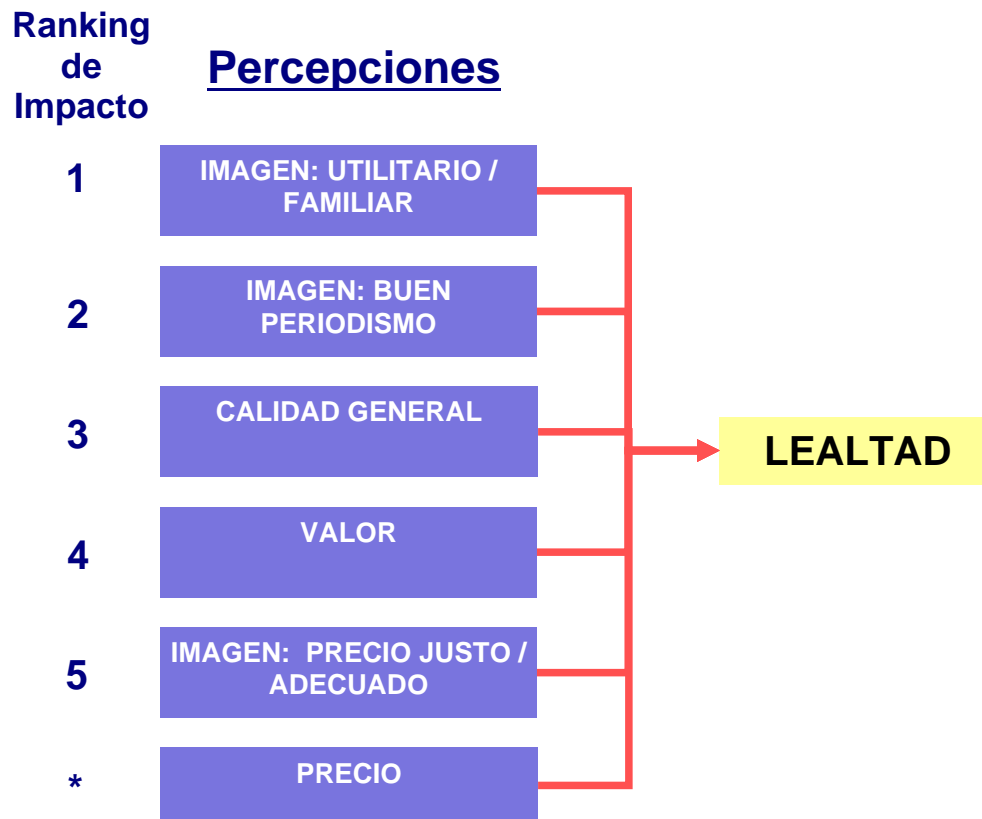 Ranking
de
Impacto
Percepciones
1
IMAGEN: UTILITARIO /
FAMILIAR
2
IMAGEN: BUEN
PERIODISMO
3
CALIDAD GENERAL
LEALTAD
4
VALOR
5
IMAGEN: PRECIO JUSTO /
ADECUADO
*
PRECIO